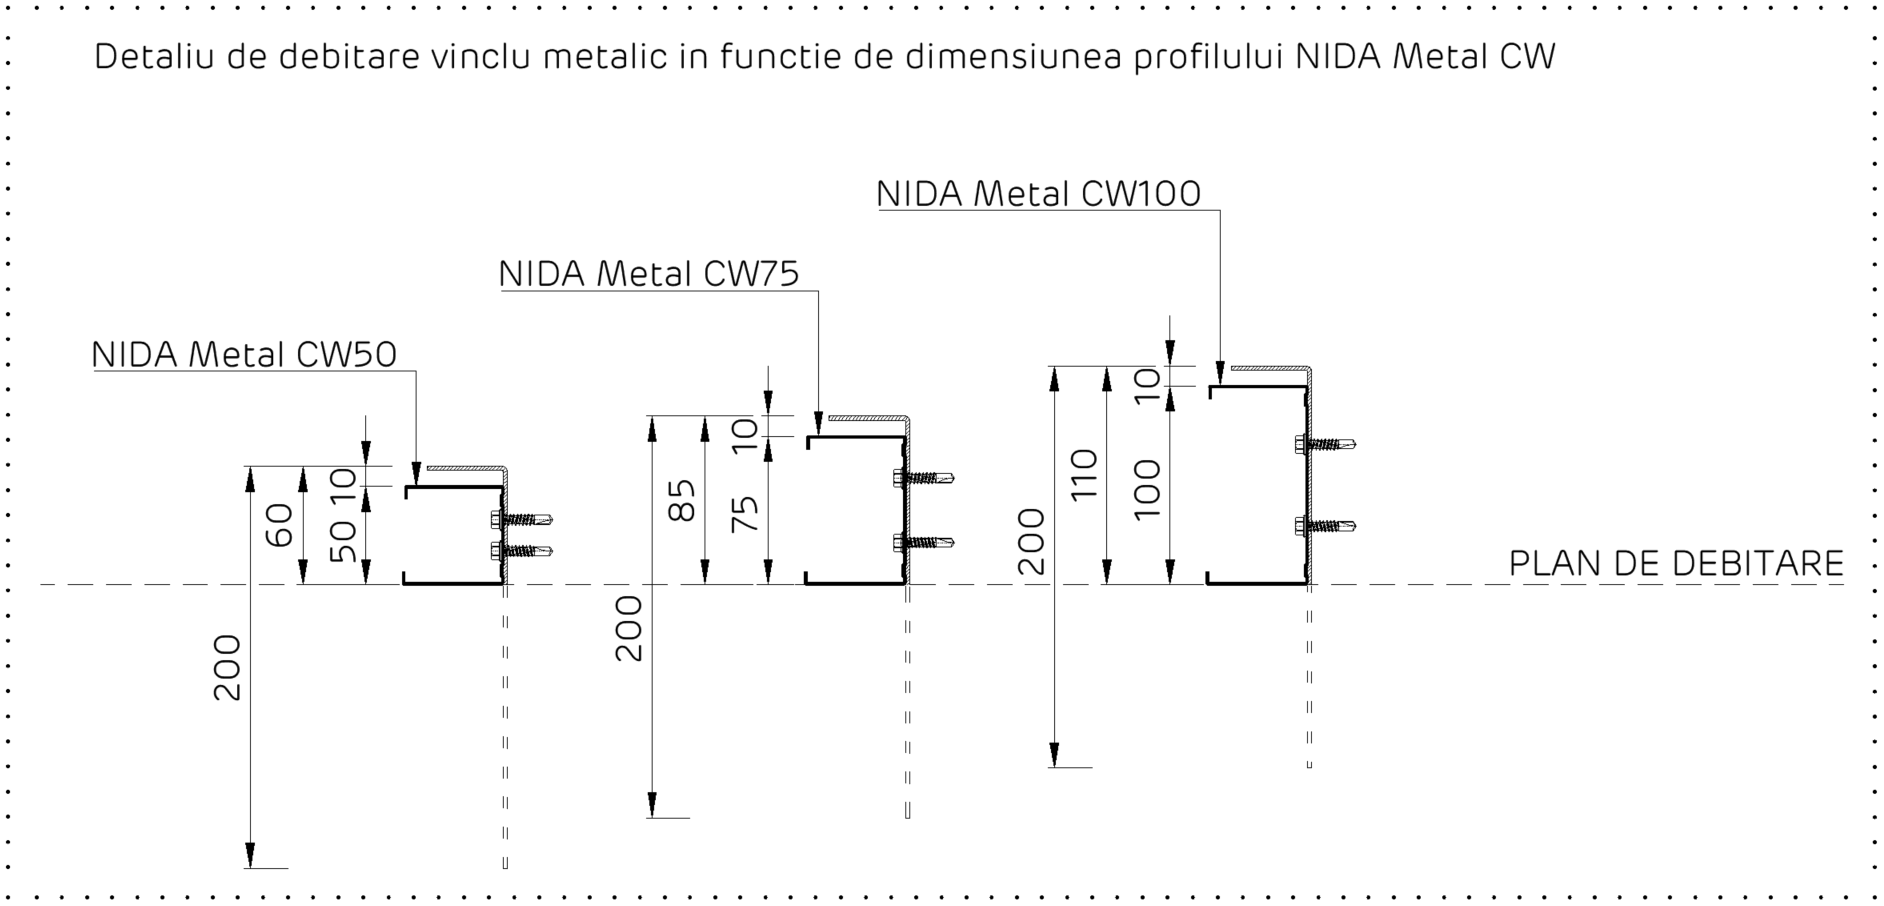 Detaliu de debitare vinclu metalic in functie de dimensiunea profilului NIDA Metal CW
NIDA Metal CW100
NIDA Metal CW75
NIDA Metal CW50
200
60
10
50
200
85
10
75
200
110
10
100
PLAN DE DEBITARE